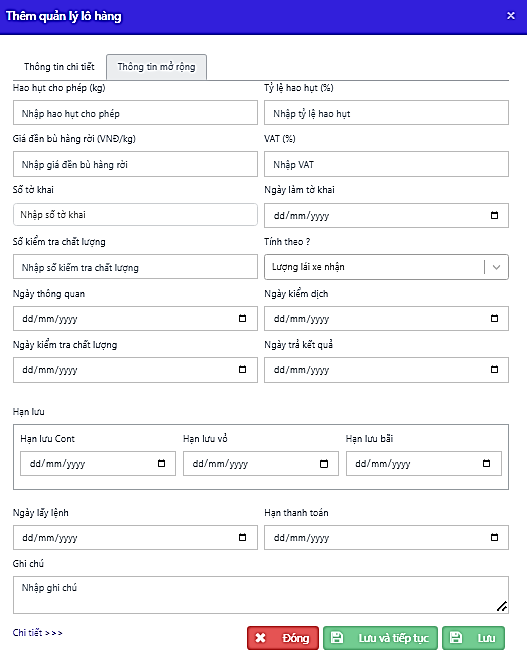 Thêm quản lý lô hàng
×
Thông tin chi tiết
Thông tin mở rộng
Hao hụt cho phép (kg)
Tỷ lệ hao hụt (%)
Nhập hao hụt cho phép
Nhập tỷ lệ hao hụt
Giá đền bù hàng rời (VNĐ/kg)
VAT (%)
Nhập giá đền bù hàng rời
Nhập VAT
Số tờ khai
Ngày làm tờ khai
Nhập số tờ khai
dd/mm/yyyy
Số kiểm tra chất lượng
Tính theo ?
Nhập số kiểm tra chất lượng
Lượng lái xe nhận
Ngày thông quan
Ngày kiểm dịch
dd/mm/yyyy
dd/mm/yyyy
Ngày kiểm tra chất lượng
Ngày trả kết quả
dd/mm/yyyy
dd/mm/yyyy
Hạn lưu
Hạn lưu Cont
Hạn lưu vỏ
Hạn lưu bãi
dd/mm/yyyy
dd/mm/yyyy
dd/mm/yyyy
Ngày lấy lệnh
Hạn thanh toán
dd/mm/yyyy
dd/mm/yyyy
Ghi chú
Nhập ghi chú
Chi tiết >>>
Đóng
Lưu và tiếp tục
Lưu